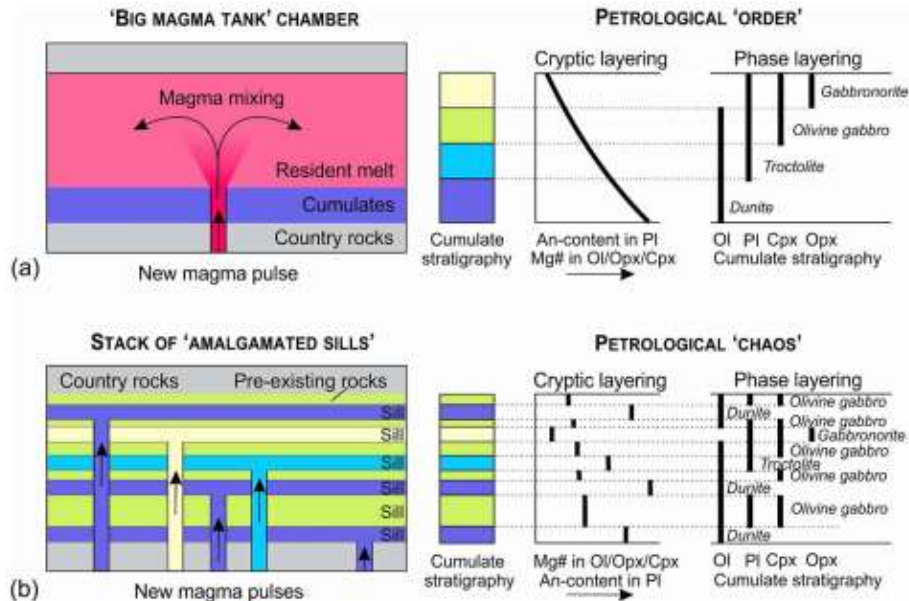 'BIG MAGMA TANK' CHAMBER
PETROLOGICAL 'ORDER'
Cryptic layering
Phase layering
Magma mixing
Resident melt
Cumulates
Country rocks
Gabbronorite
Olivine gabbro
Troctolite
Dunite
(a)
New magma pulse
Cumulate
stratigraphy
An-content in Pl
Mg# in Ol/Opx/Cpx
Ol Pl Cpx Opx
Cumulate stratigraphy
STACK OF 'AMALGAMATED SILLS'
PETROLOGICAL 'CHAOS'
Cryptic layering
Phase layering
Country rocks
Pre-existing rocks
Sill
Sill
Sill
Sill
Sill
Olivine gabbro
Dunite
Olivine gabbro
Gabbronorite
Olivine gabbro
Troctolite
Olivine gabbro
Dunite
Olivine gabbro
Dunite
(b)
New magma pulses
Cumulate
stratigraphy
Mg# in Ol/Opx/Cpx
An-content in Pl
Ol Pl Cpx Opx
Cumulate stratigraphy